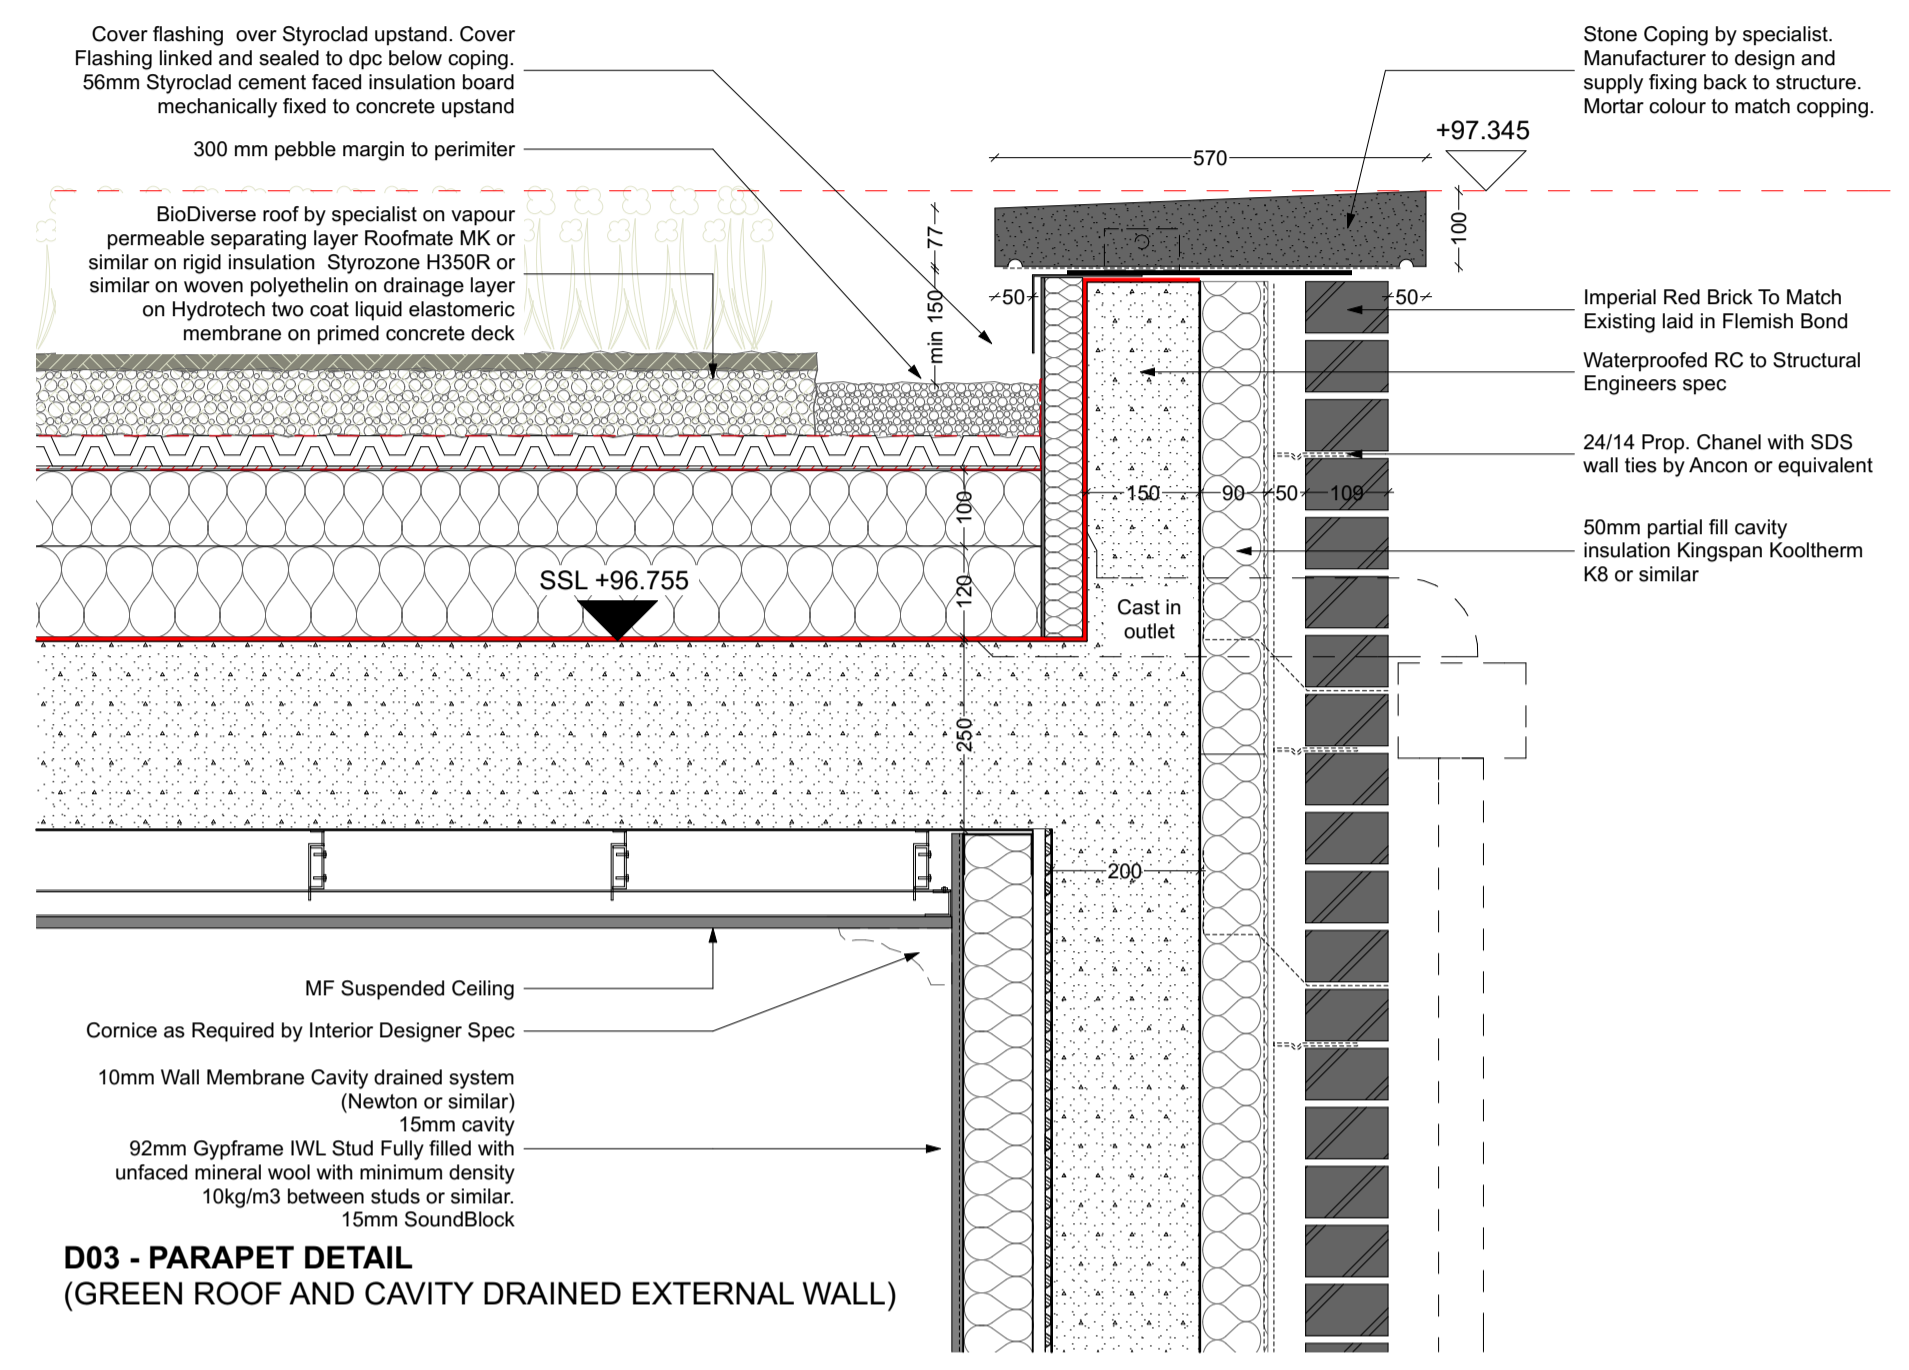 Cover flashing  over Styroclad upstand. Cover
Flashing linked and sealed to dpc below coping.
56mm Styroclad cement faced insulation board
mechanically fixed to concrete upstand
300 mm pebble margin to perimiter
BioDiverse roof by specialist on vapour
permeable separating layer Roofmate MK or
similar on rigid insulation  Styrozone H350R or
similar on woven polyethelin on drainage layer
on Hydrotech two coat liquid elastomeric
membrane on primed concrete deck
Stone Coping by specialist.
Manufacturer to design and
supply fixing back to structure.
Mortar colour to match copping.
+97.345
570
100
77
min 150
50
50
Imperial Red Brick To Match
Existing laid in Flemish Bond
Waterproofed RC to Structural
Engineers spec
24/14 Prop. Chanel with SDS
wall ties by Ancon or equivalent
150
90
50
109
50mm partial fill cavity
insulation Kingspan Kooltherm
K8 or similar
100
120
250
SSL +96.755
Cast in
outlet
200
MF Suspended Ceiling
Cornice as Required by Interior Designer Spec
10mm Wall Membrane Cavity drained system
(Newton or similar)
15mm cavity
92mm Gypframe IWL Stud Fully filled with
unfaced mineral wool with minimum density
10kg/m3 between studs or similar.
15mm SoundBlock
D03 - PARAPET DETAIL
(GREEN ROOF AND CAVITY DRAINED EXTERNAL WALL)